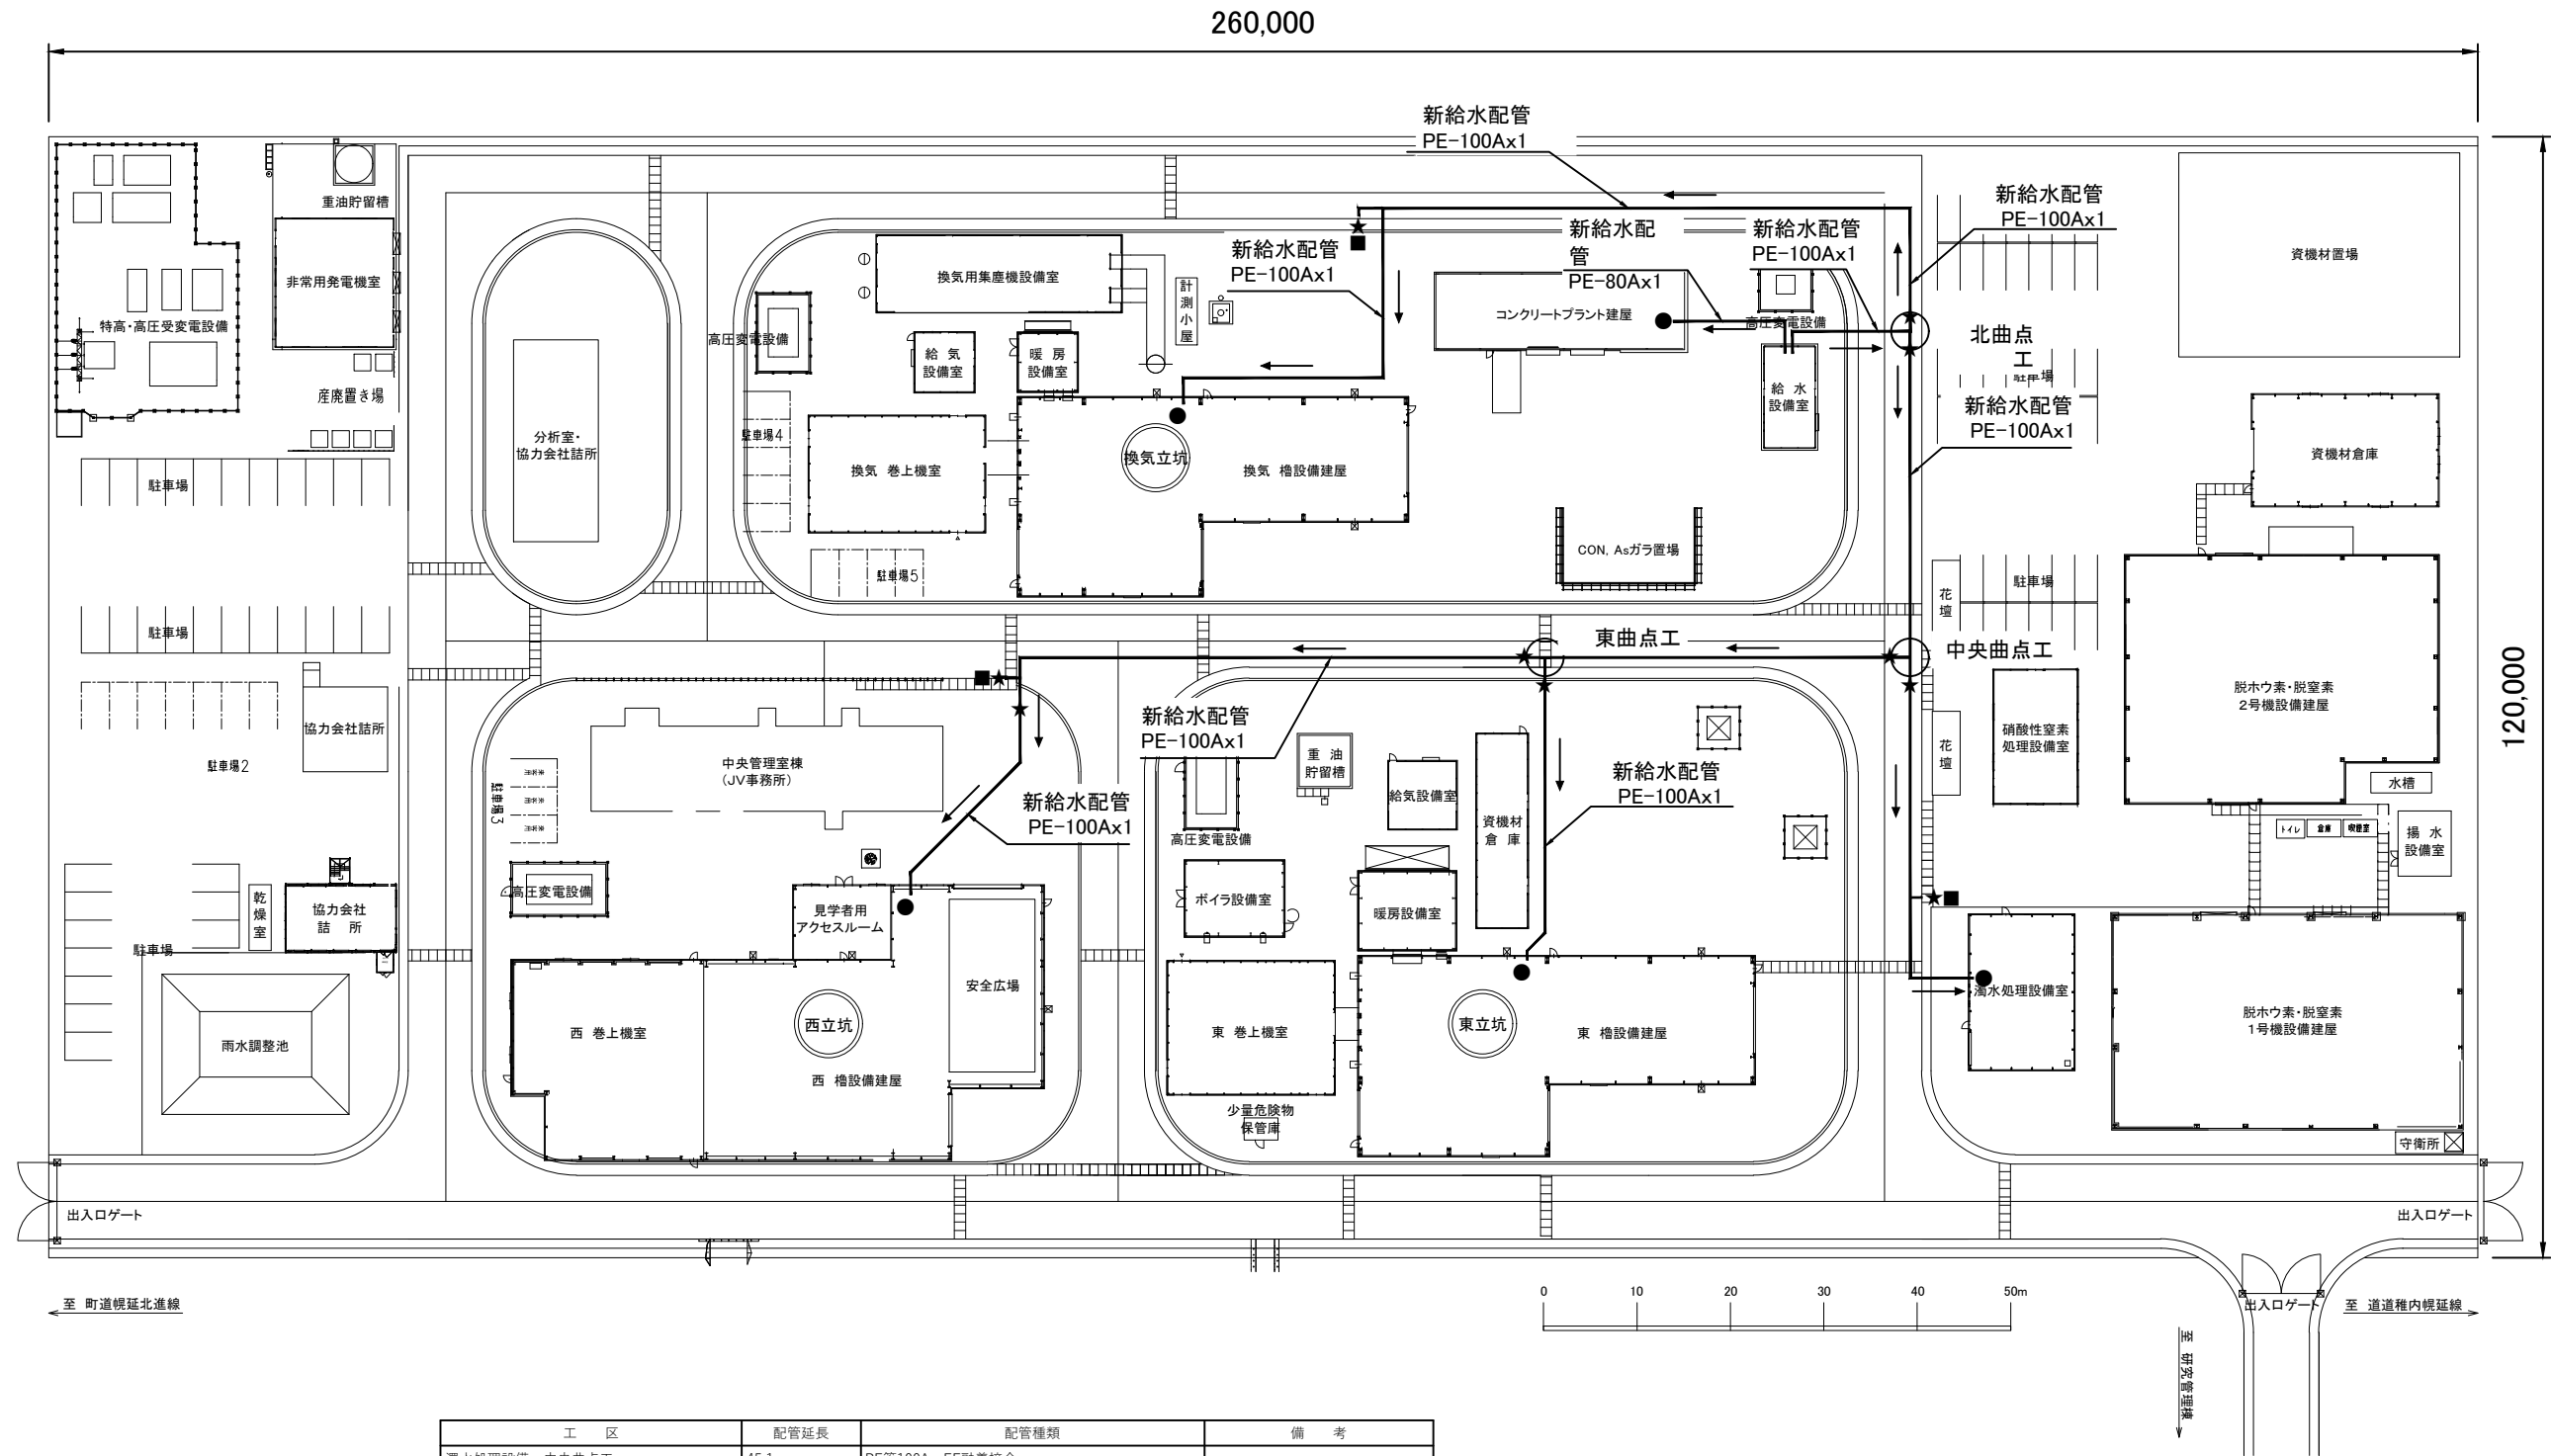 260,000
新給水配管
PE-100Ax1
新給水配管
PE-100Ax1
重油貯留槽
新給水配管
PE-100Ax1
新給水配
管
PE-80Ax1
新給水配管
PE-100Ax1
資機材置場
非常用発電機室
換気用集塵機設備室
計
測
小
屋
コンクリートプラント建屋
特高・高圧受変電設備
高圧変電設備
高圧変電設備
北曲点
工
駐車場
給 気
設備室
暖 房
設備室
給 水
設備室
産廃置き場
新給水配管
PE-100Ax1
分析室・
協力会社詰所
駐車場4
換気 巻上機室
換気立坑
換気 櫓設備建屋
資機材倉庫
駐車場
CON, Asガラ置場
駐車場5
駐車場
花
壇
駐車場
東曲点工
中央曲点工
脱ホウ素・脱窒素
2号機設備建屋
協力会社詰所
新給水配管
PE-100Ax1
硝酸性窒素
処理設備室
花
壇
駐車場2
中央管理室棟
(JV事務所)
重 油
貯留槽
新給水配管
PE-100Ax1
水槽
駐車場3
新給水配管
PE-100Ax1
給気設備室
資機材
倉 庫
トイレ
倉庫
喫煙室
揚 水
設備室
高圧変電設備
高圧変電設備
ボイラ設備室
暖房設備室
乾
燥
室
協力会社
詰 所
見学者用
アクセスルーム
駐車場
安全広場
濁水処理設備室
雨水調整池
西 巻上機室
西立坑
西 櫓設備建屋
東 巻上機室
東立坑
東 櫓設備建屋
脱ホウ素・脱窒素
1号機設備建屋
少量危険物
保管庫
守衛所
120,000
出入口ゲート
出入口ゲート
至 町道幌延北進線
0 10 20 30 40 50m
出入口ゲート
至 道道稚内幌延線
至 研究管理棟
工 区 配管延長 配管種類 備 考